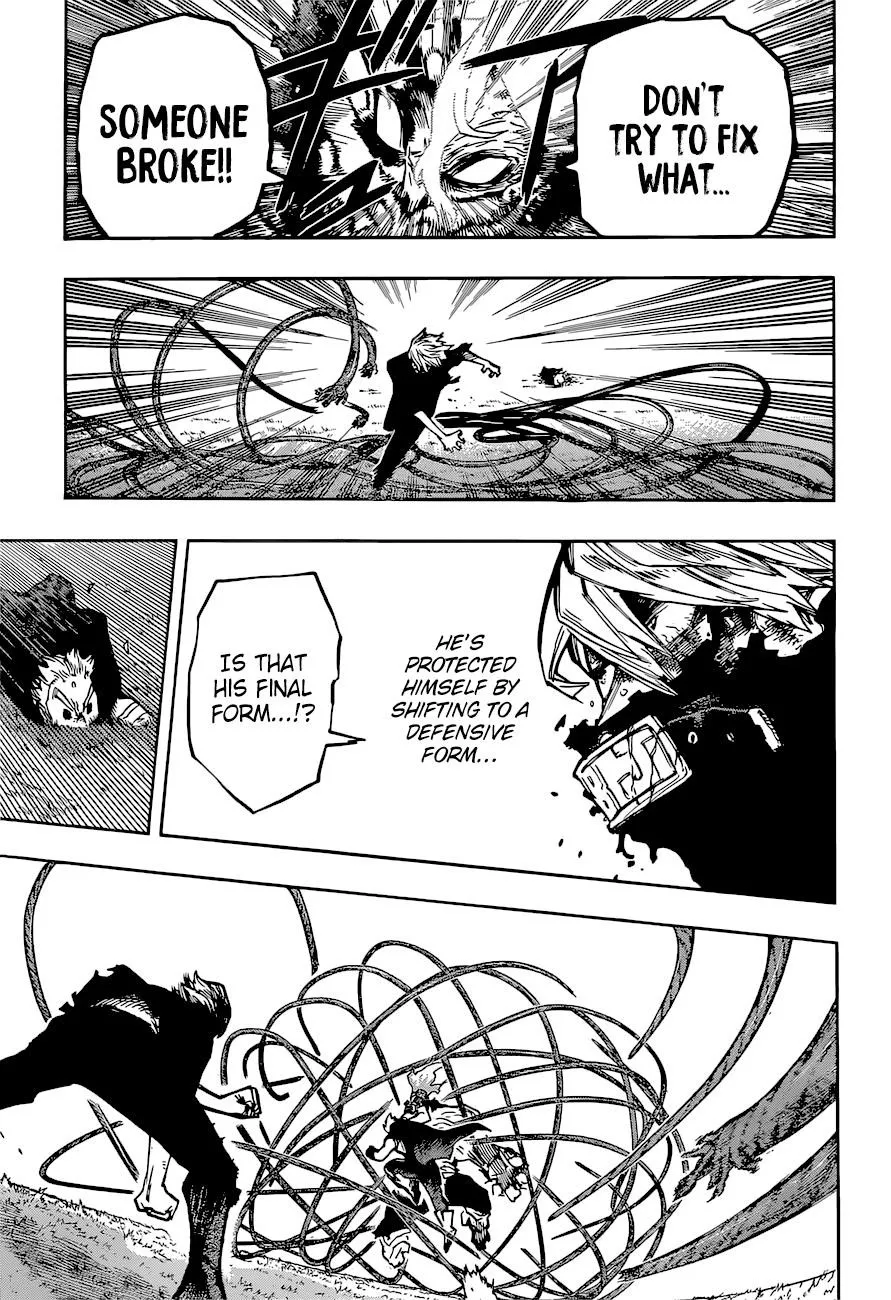 DON'T
TRY TO FIX
WHAT...
SOMEONE
BROKE!!
HE'S
PROTECTED
HIMSELF BY
SHIFTING TO A
DEFENSIVE
FORM...
IS THAT
HIS FINAL
FORM...!?